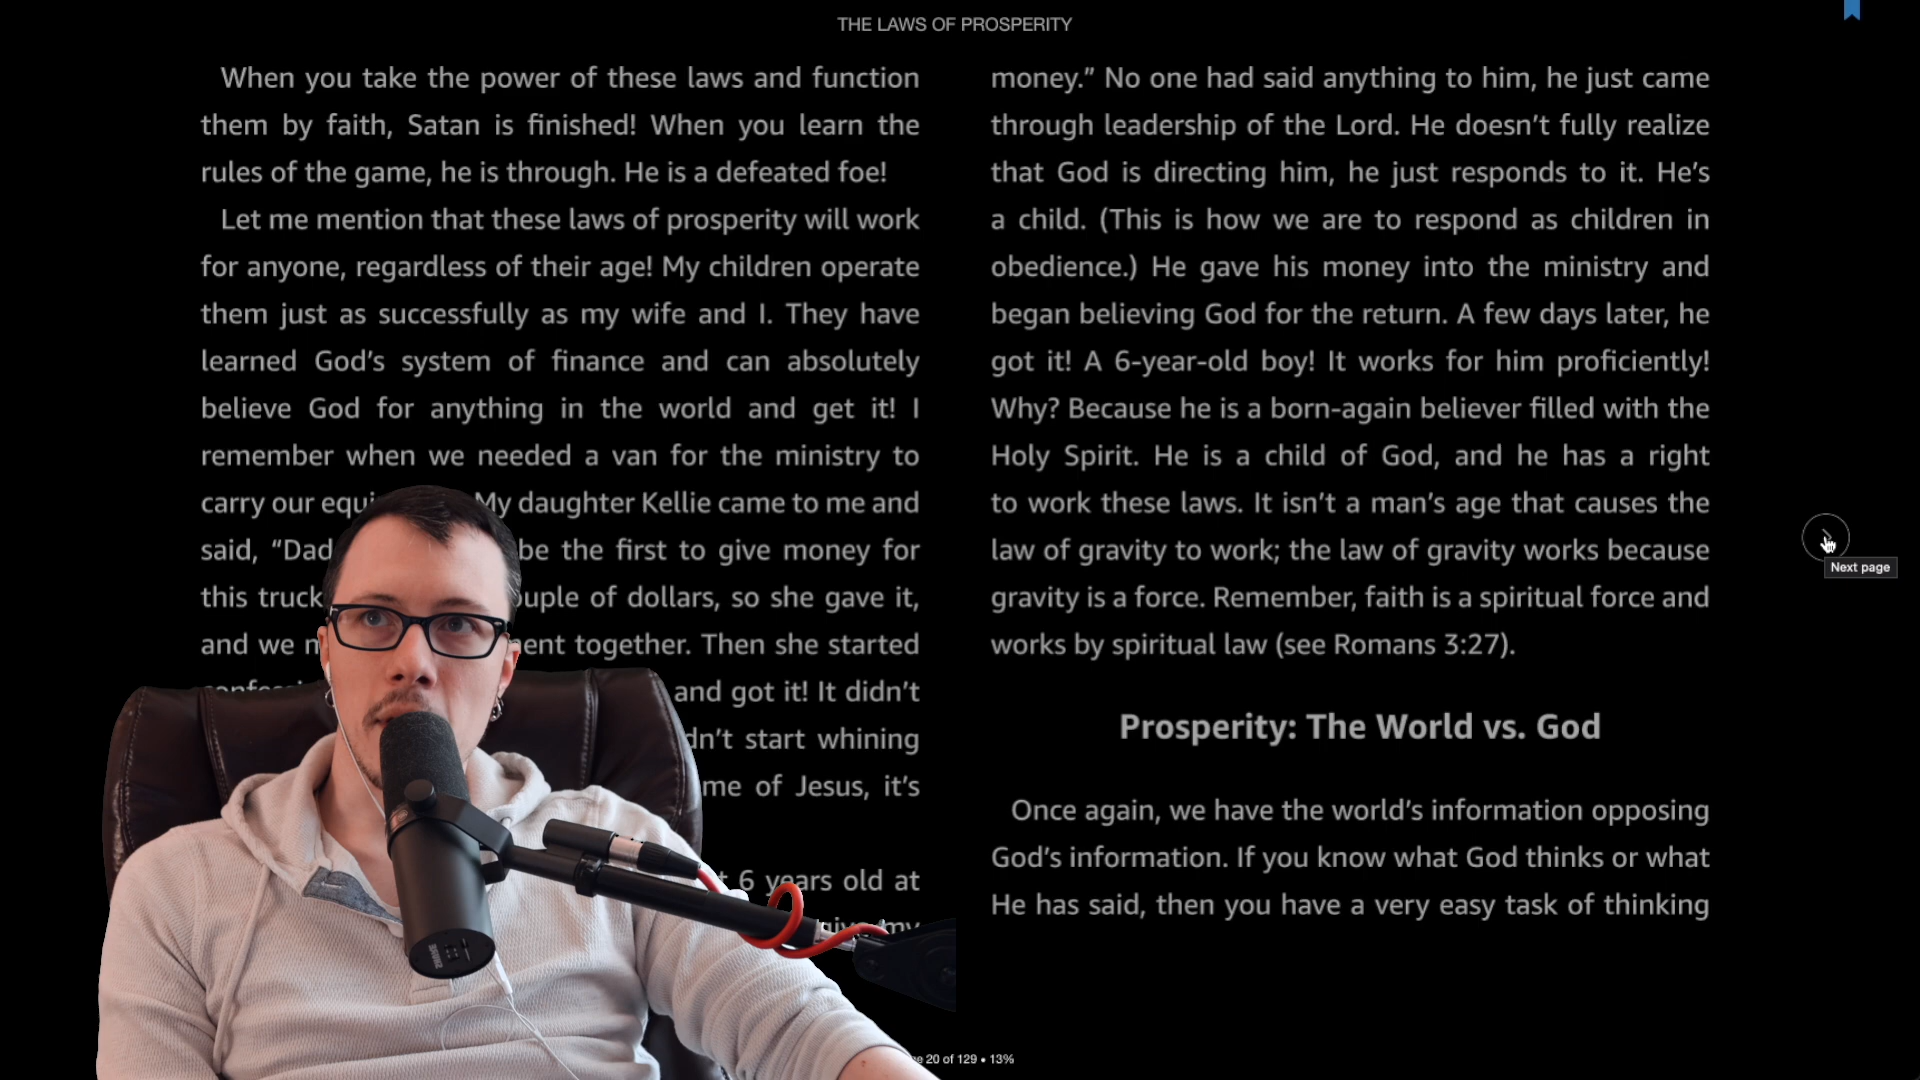 THE LAWS OF PROSPERITY
When you take the power of these laws and function
them by faith, Satan is finished! When you learn the
rules of the game, he is through. He is a defeated foe!
Let me mention that these laws of prosperity will work
for anyone, regardless of their age! My children operate
them just as successfully as my wife and I. They have
learned God's system of finance and can absolutely
believe God for anything in the world and get it! I
remember when we needed a van for the ministry to
carry our My daughter Kellie came to me and
said, “Dad be the first to give money for
this truck of dollars, so she gave it,
and we together. Then she started
and got it! It didn't
start whining
of Jesus, it's
6 years old at
my
money.” No one had said anything to him, he just came
through leadership of the Lord. He doesn't fully realize
that God is directing him, he just responds to it. He's
a child. (This is how we are to respond as children in
obedience.) He gave his money into the ministry and
began believing God for the return. A few days later, he
got it! A 6-year-old boy! It works for him proficiently!
Why? Because he is a born-again believer filled with the
Holy Spirit. He is a child of God, and he has a right
to work these laws. It isn't a man's age that causes the
law of gravity to work; the law of gravity works because
gravity is a force. Remember, faith is a spiritual force and
works by spiritual law (see Romans 3:27).
Prosperity: The World vs. God
Once again, we have the world's information opposing
God's information. If you know what God thinks or what
He has said, then you have a very easy task of thinking
Next page
SHURE
20 of 129 • 13%